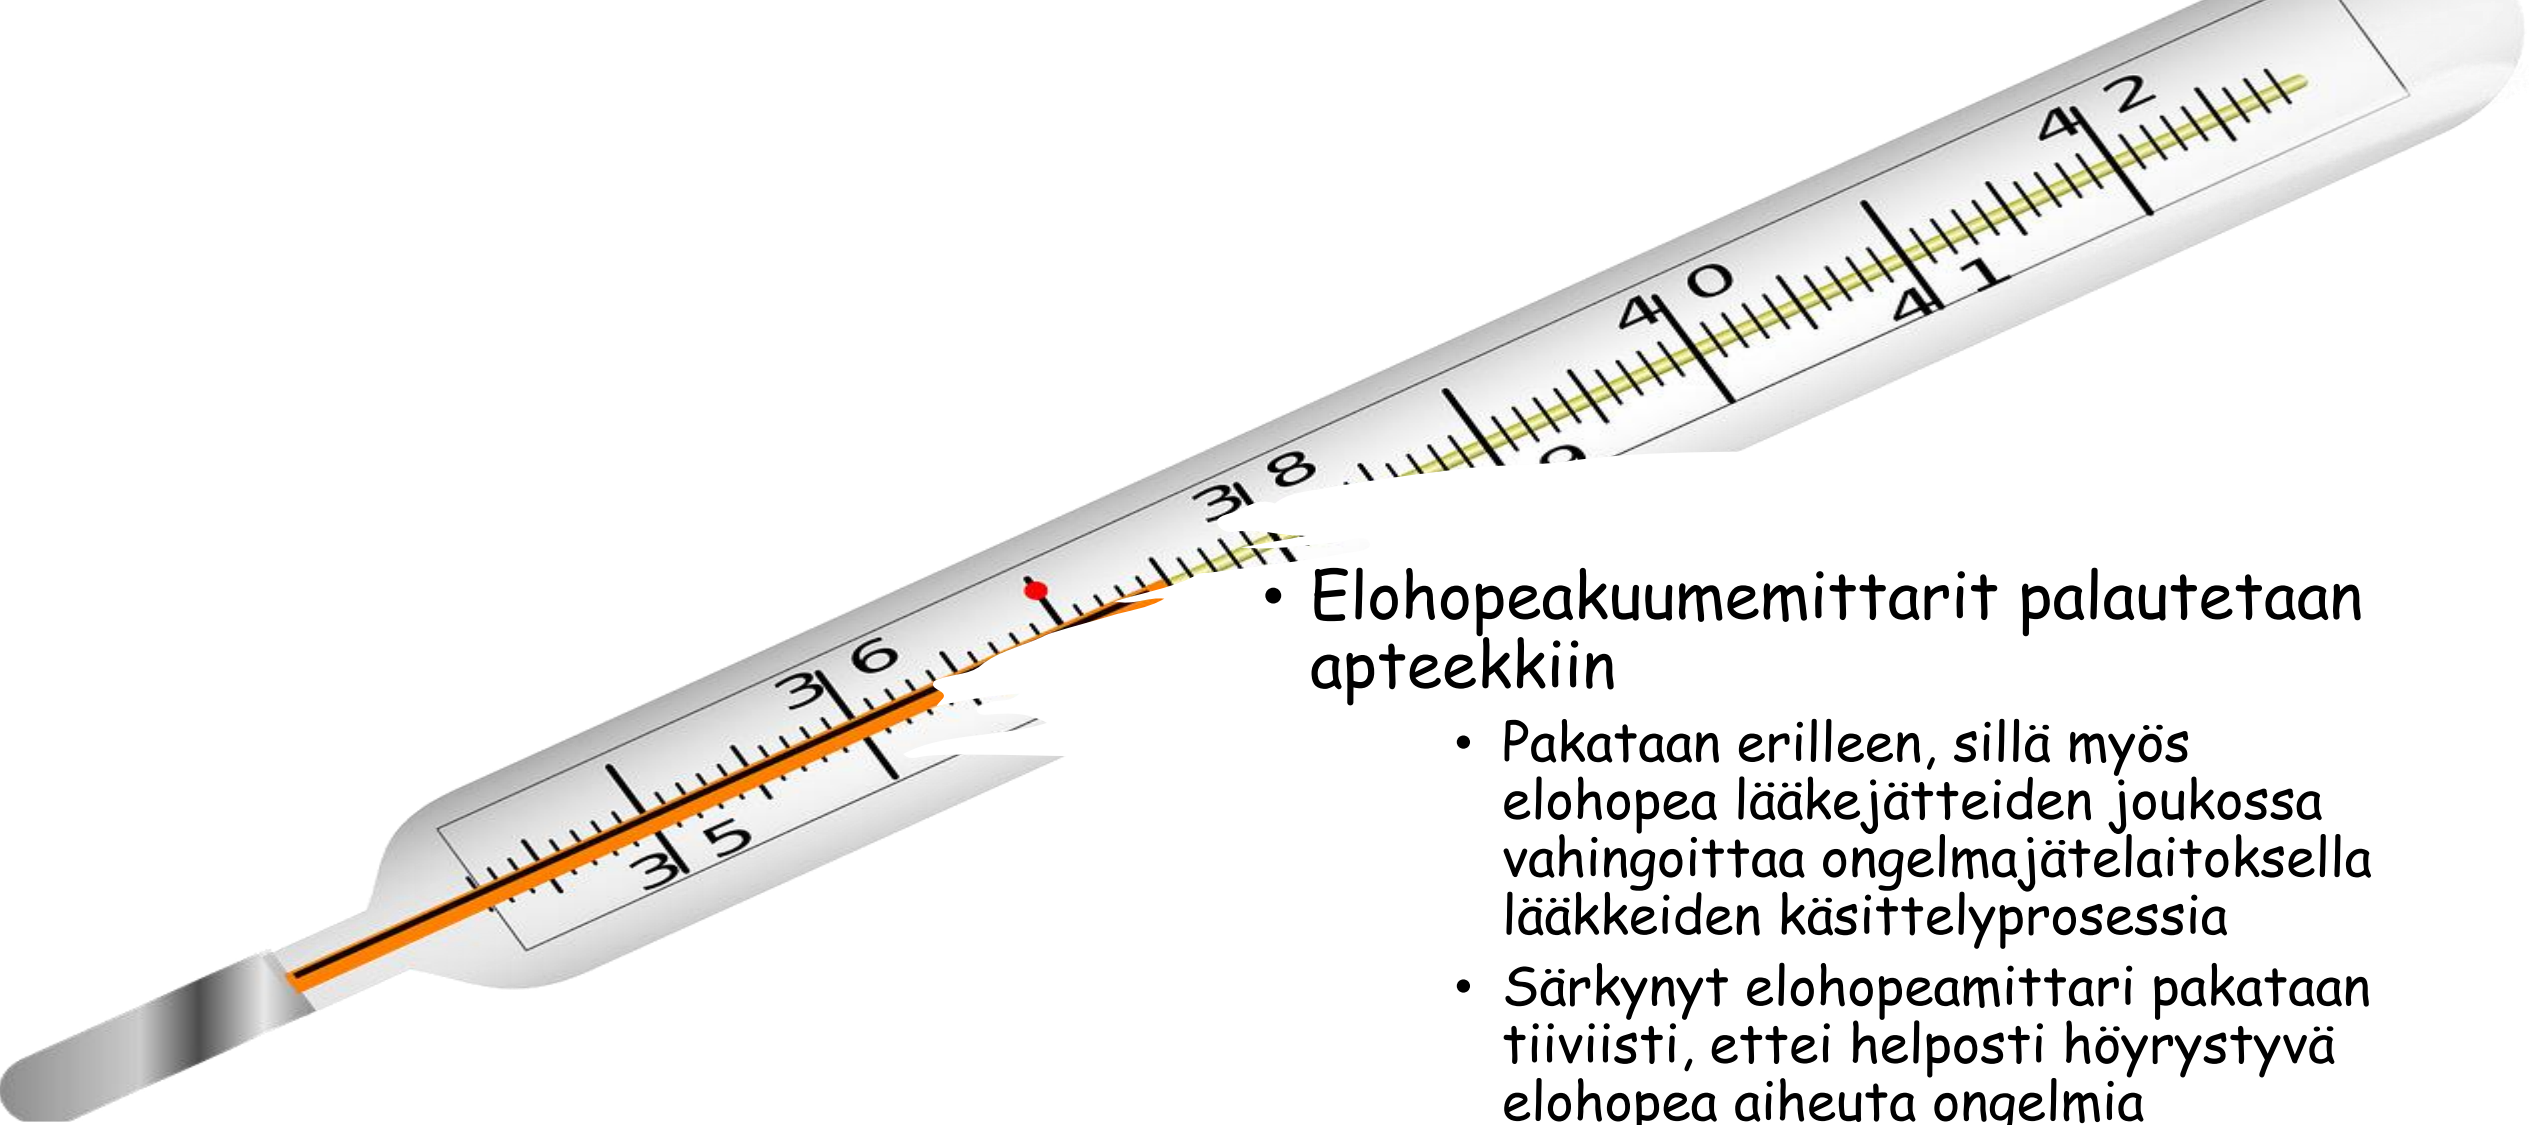 42
41
40
9
38
36
35
• Elohopeakuumemittarit palautetaan
apteekkiin
• Pakataan erilleen, sillä myös
elohopea lääkejätteiden joukossa
vahingoittaa ongelmajätelaitoksella
lääkkeiden käsittelyprosessia
• Särkynyt elohopeamittari pakataan
tiiviisti, ettei helposti höyrystyvä
elohopea aiheuta ongelmia